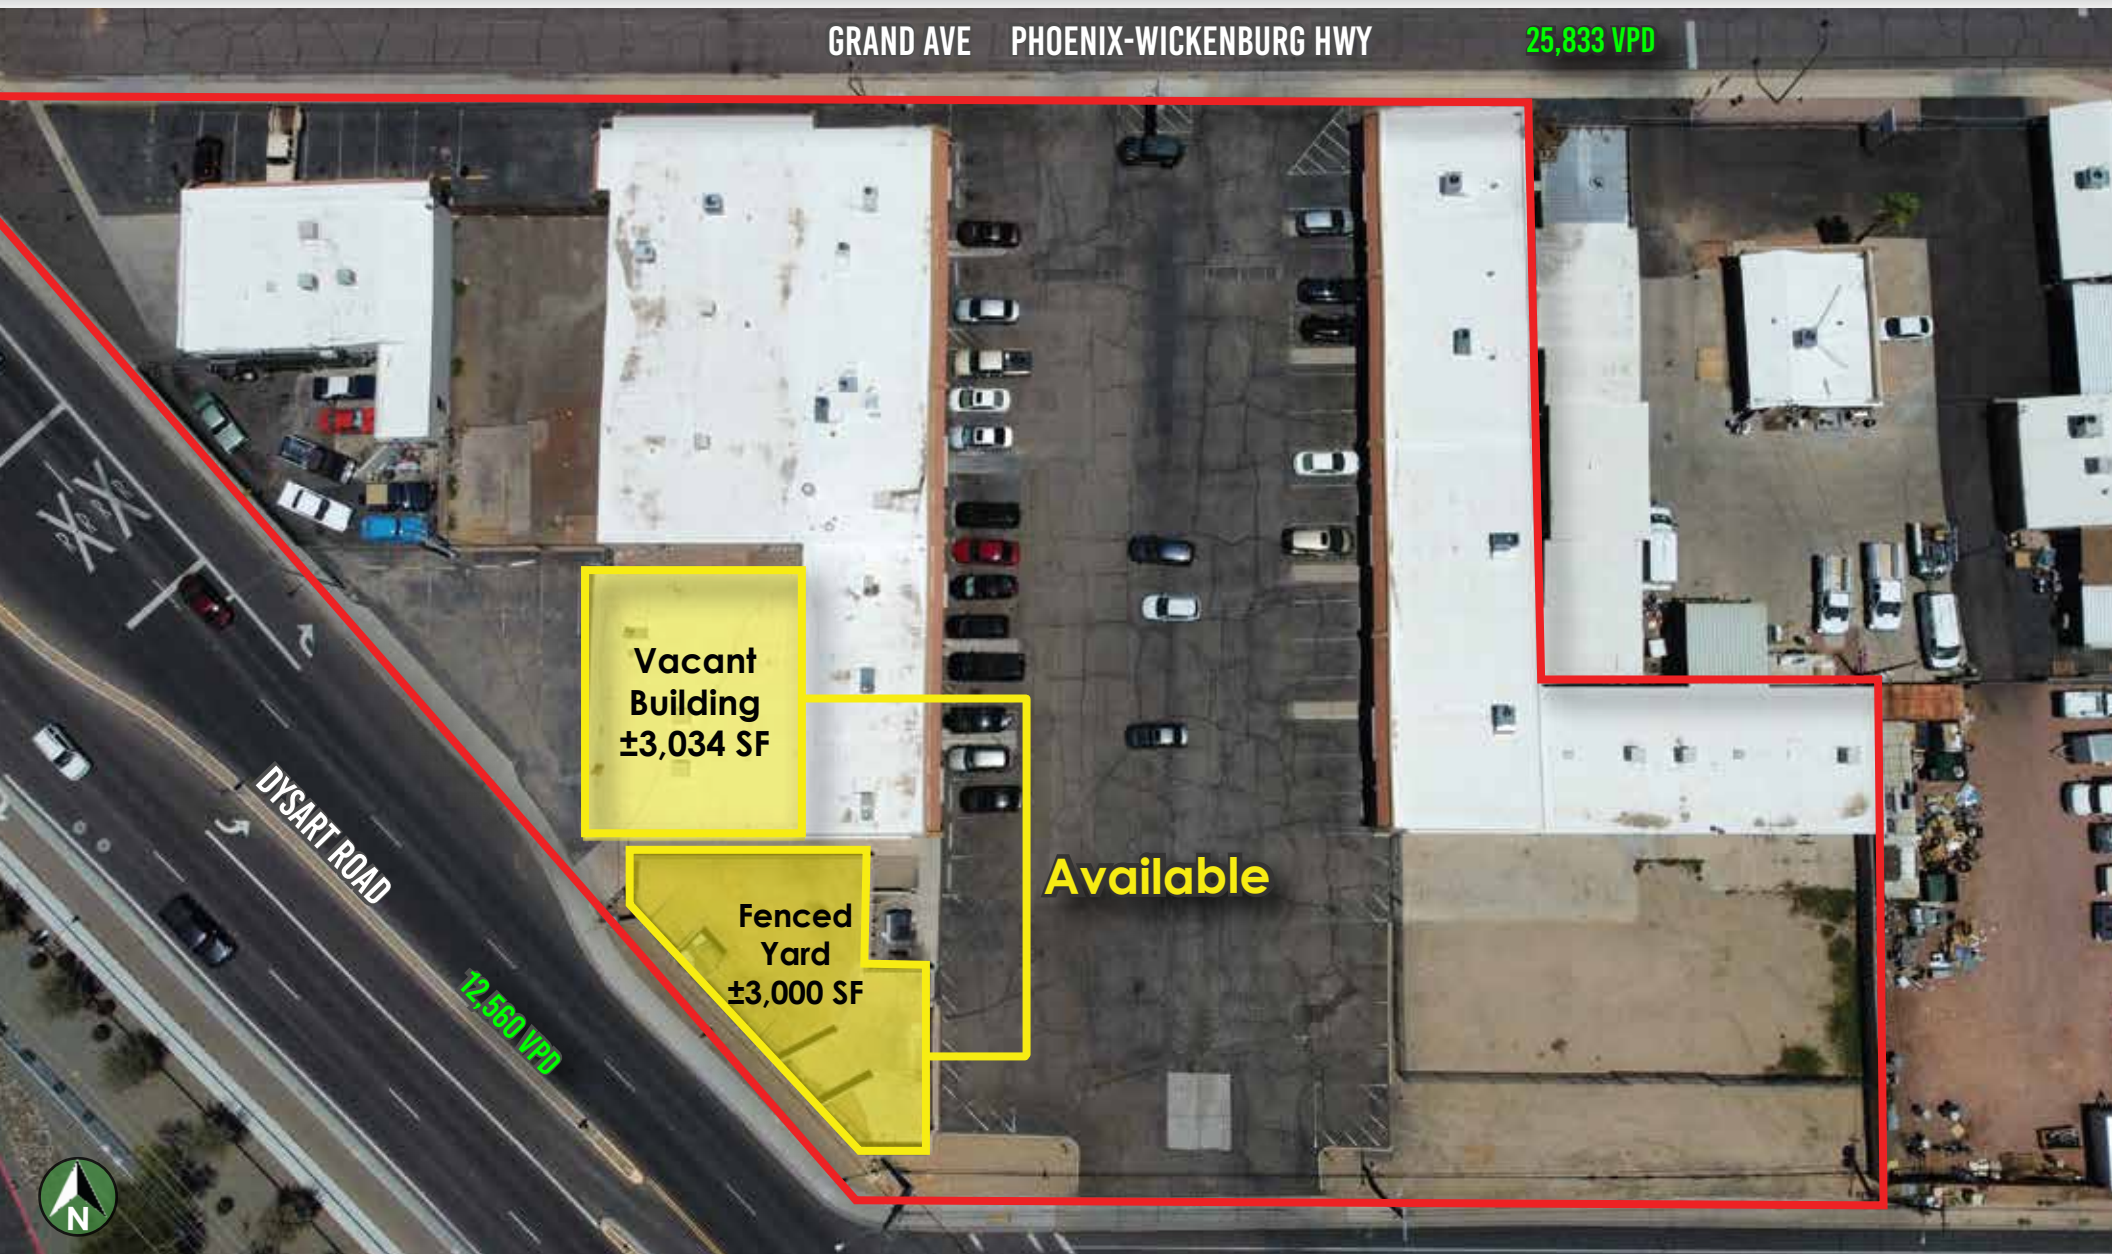 GRAND AVE PHOENIX-WICKENBURG HWY 25,833 VPD
Vacant
Building
±3,034 SF
DYSART ROAD
12,560 VPD
Available
Fenced
Yard
±3,000 SF
N